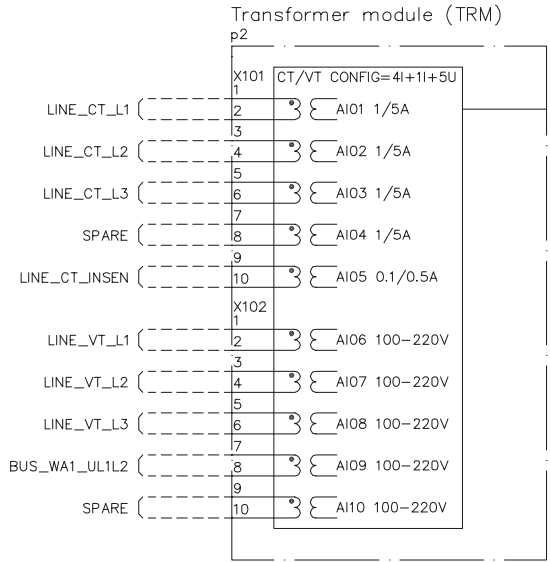 Transformer module (TRM)
p2
X101 CT/VT CONFIG=4I+1I+5U
1
LINE_CT_L1 2 AI01 1/5A
3
LINE_CT_L2 4 AI02 1/5A
5
LINE_CT_L3 6 AI03 1/5A
7
SPARE 8 AI04 1/5A
9
LINE_CT_INSEN 10 AI05 0.1/0.5A
X102
1
LINE_VT_L1 2 AI06 100-220V
3
LINE_VT_L2 4 AI07 100-220V
5
LINE_VT_L3 6 AI08 100-220V
7
BUS_WA1_UL1L2 8 AI09 100-220V
9
SPARE 10 AI10 100-220V